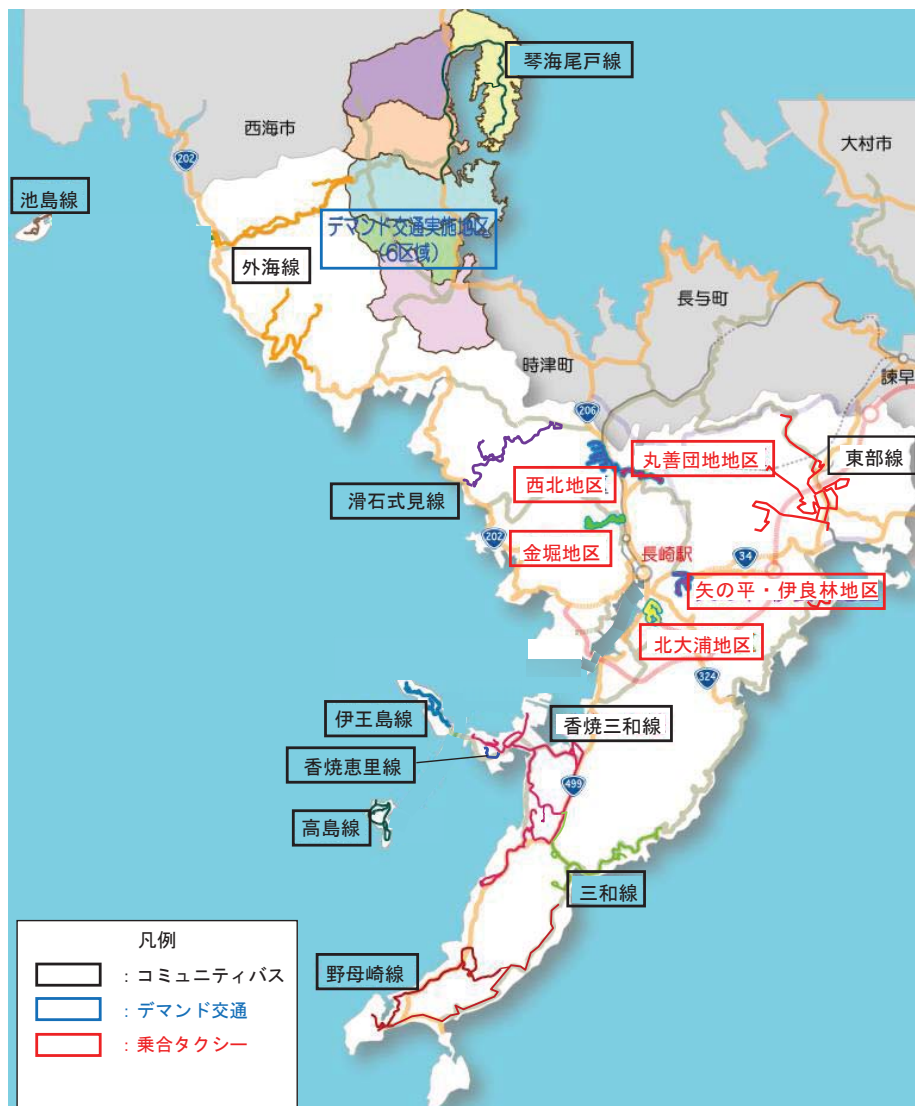 琴海尾戸線
西海市
大村市
202
池島線
デマンド交通実施地区
(6区域)
外海線
長与町
時津町
諫早
206
丸善団地地区
東部線
西北地区
滑石式見線
202
金堀地区
長崎駅
34
矢の平・伊良林地区
北大浦地区
324
伊王島線
香焼三和線
香焼恵里線
499
高島線
三和線
野母崎線
凡例
:コミュニティバス
:デマンド交通
:乗合タクシー